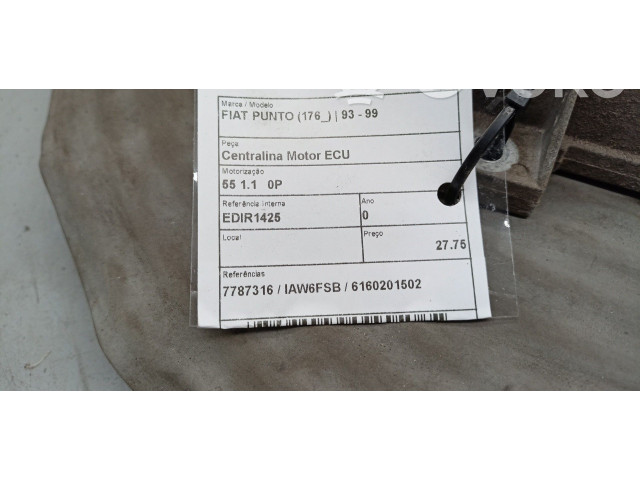 Marca / Modelo
FIAT PUNTO (176_) | 93 - 99
Peça
Centralina Motor ECU
Motorização
55 1.1 0P
Referência Interna
EDIR1425
Ano
0
Local
Preço
27.75
Referências
7787316 / IAW6FSB / 6160201502